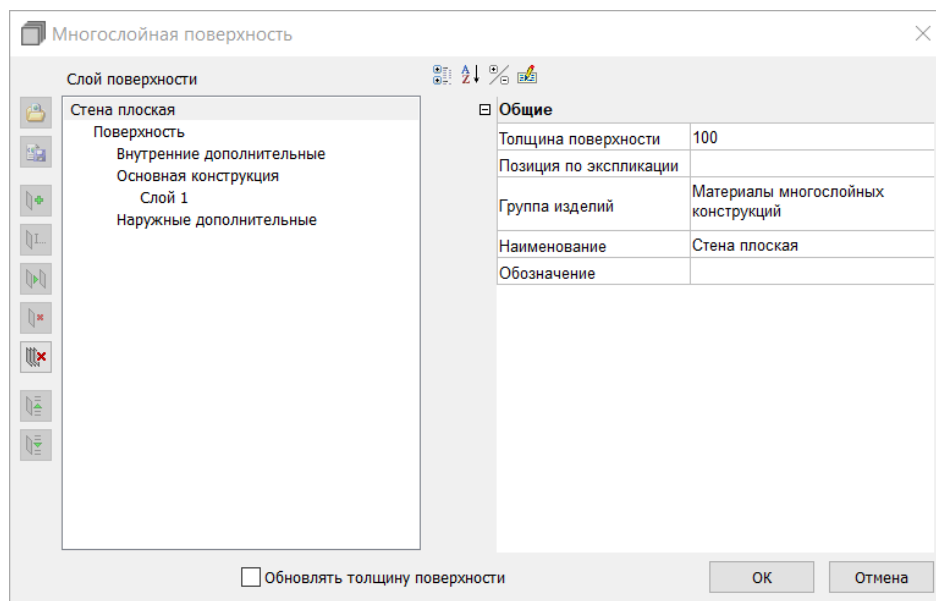 Многослойная поверхность
Слой поверхности
Стена плоская
Поверхность
Внутренние дополнительные
Основная конструкция
Слой 1
Наружные дополнительные
Общие
Толщина поверхности 100
Позиция по экспликации
Группа изделий Материалы многослойных
конструкций
Наименование Стена плоская
Обозначение
Обновлять толщину поверхности
ОК
Отмена